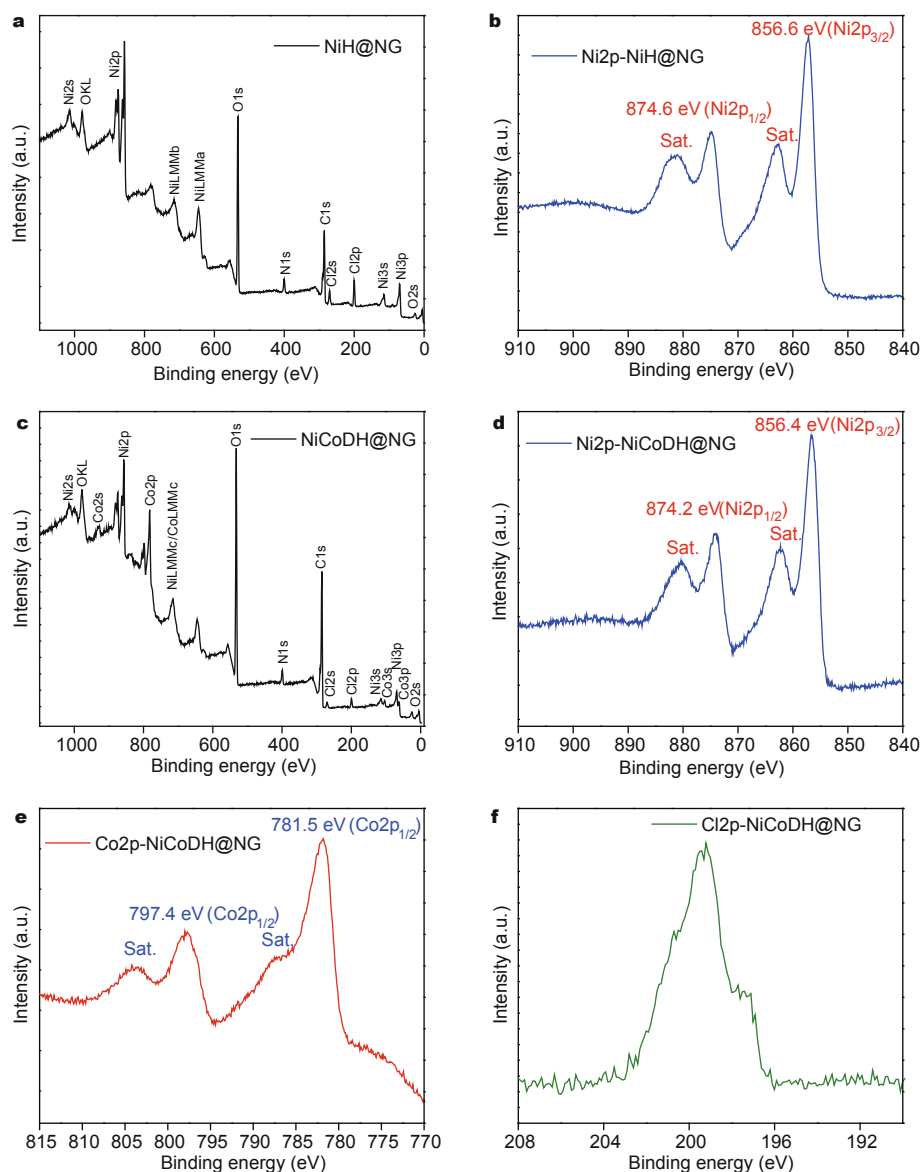 a
NiH@NG
Ni2s
OKL
Ni2p
NiLMMb
NiLMMa
O1s
N1s
C1s
Cl2s
Cl2p
Ni3s
Ni3p
O2s
Intensity (a.u.)
1000 800 600 400 200 0
Binding energy (eV)
b
Ni2p-NiH@NG
856.6 eV(Ni2p3/2)
874.6 eV (Ni2p1/2)
Sat.
Sat.
Intensity (a.u.)
910 900 890 880 870 860 850 840
Binding energy (eV)
c
NiCoDH@NG
Ni2s
OKL
Co2s
Ni2p
Co2p
NiLMMc/CoLMMc
O1s
N1s
C1s
Cl2s
Cl2p
Ni3s
Co3s
Ni3p
Co3p
O2s
Intensity (a.u.)
1000 800 600 400 200 0
Binding energy (eV)
d
Ni2p-NiCoDH@NG
856.4 eV(Ni2p3/2)
874.2 eV(Ni2p1/2)
Sat.
Sat.
Intensity (a.u.)
910 900 890 880 870 860 850 840
Binding energy (eV)
e
781.5 eV (Co2p1/2)
Co2p-NiCoDH@NG
797.4 eV (Co2p1/2)
Sat.
Sat.
Intensity (a.u.)
815 805 797 790 785 782 780 770
Binding energy (eV)
f
Cl2p-NiCoDH@NG
Intensity (a.u.)
208 204 200 196 192
Binding energy (eV)